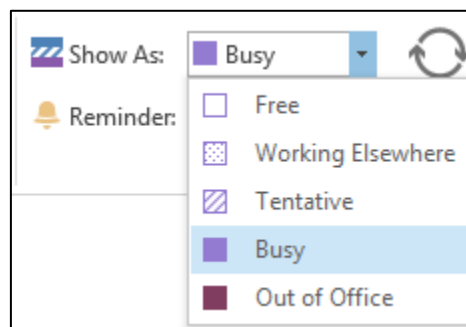 Show As: Busy
Reminder:
Free
Working Elsewhere
Tentative
Busy
Out of Office